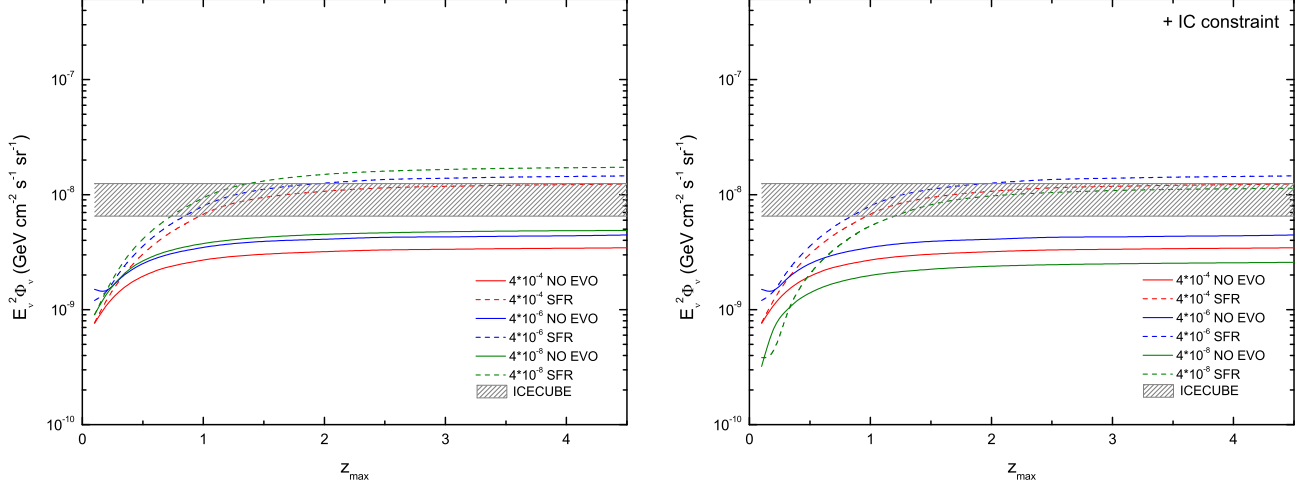 10⁻⁷
10⁻⁸
10⁻⁹
10⁻¹⁰
E_ν² Φ_ν (GeV cm⁻² s⁻¹ sr⁻¹)
4*10⁻⁴ NO EVO
4*10⁻⁴ SFR
4*10⁻⁶ NO EVO
4*10⁻⁶ SFR
4*10⁻⁸ NO EVO
4*10⁻⁸ SFR
ICECUBE
0 1 2 3 4
z_max
+ IC constraint
10⁻⁷
10⁻⁸
10⁻⁹
10⁻¹⁰
E_ν² Φ_ν (GeV cm⁻² s⁻¹ sr⁻¹)
4*10⁻⁴ NO EVO
4*10⁻⁴ SFR
4*10⁻⁶ NO EVO
4*10⁻⁶ SFR
4*10⁻⁸ NO EVO
4*10⁻⁸ SFR
ICECUBE
0 1 2 3 4
z_max